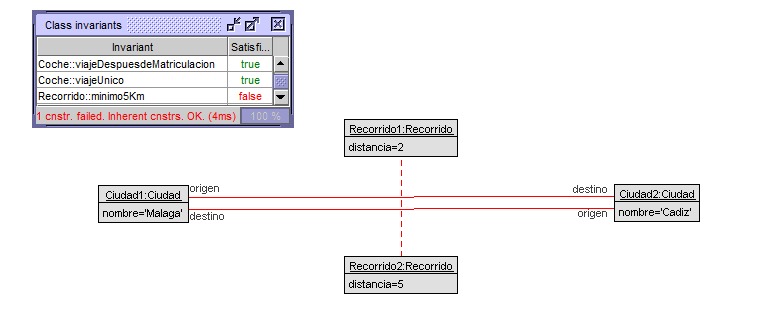 Class invariants
Invariant Satisfi...
Coche::viajeDespuesdeMatriculacion true
Coche::viajeUnico true
Recorrido::minimo5Km false
1 cnstr. failed. Inherent cnstrs. OK. (4ms) 100 %
Recorrido1:Recorrido
distancia=2
origen destino
Ciudad1:Ciudad Ciudad2:Ciudad
nombre='Malaga' nombre='Cadiz'
destino origen
Recorrido2:Recorrido
distancia=5